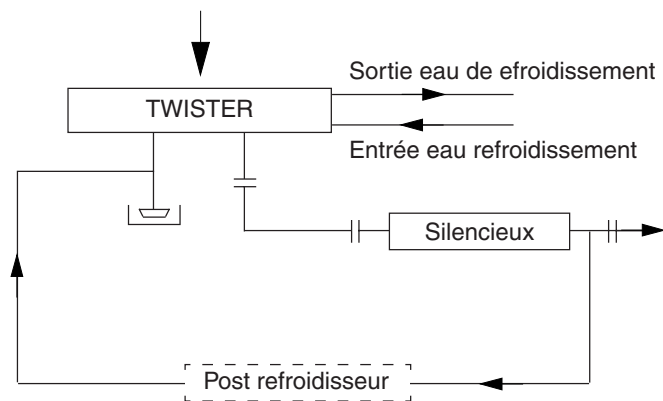 Sortie eau de efroidissement
TWISTER
Entrée eau refroidissement
Silencieux
Post refroidisseur